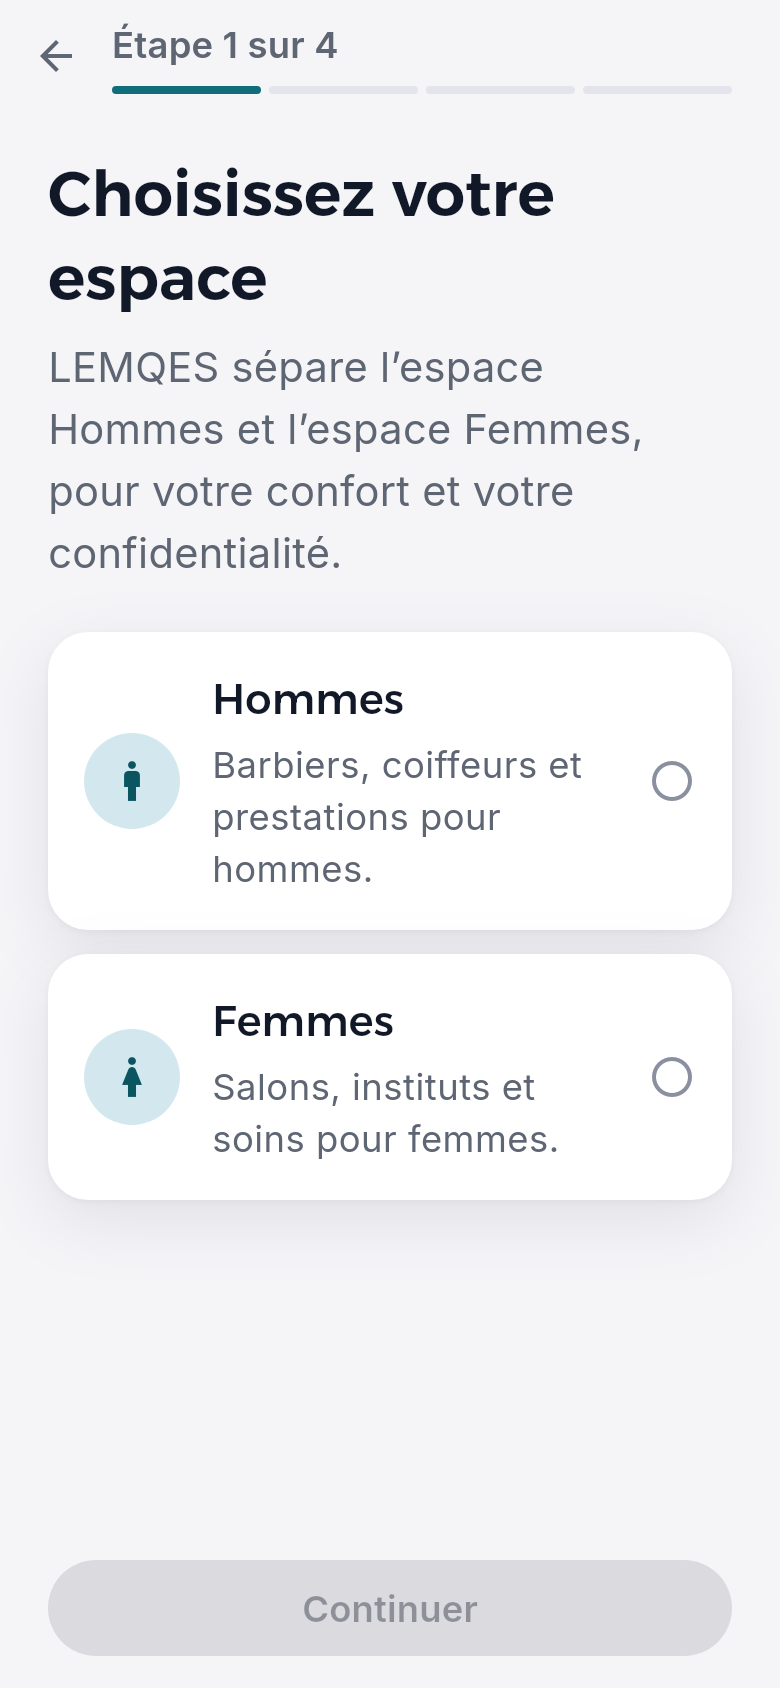 Étape 1 sur 4
Choisissez votre
espace
LEMQES sépare l’espace
Hommes et l’espace Femmes,
pour votre confort et votre
confidentialité.
Hommes
Barbiers, coiffeurs et
prestations pour
hommes.
Femmes
Salons, instituts et
soins pour femmes.
Continuer